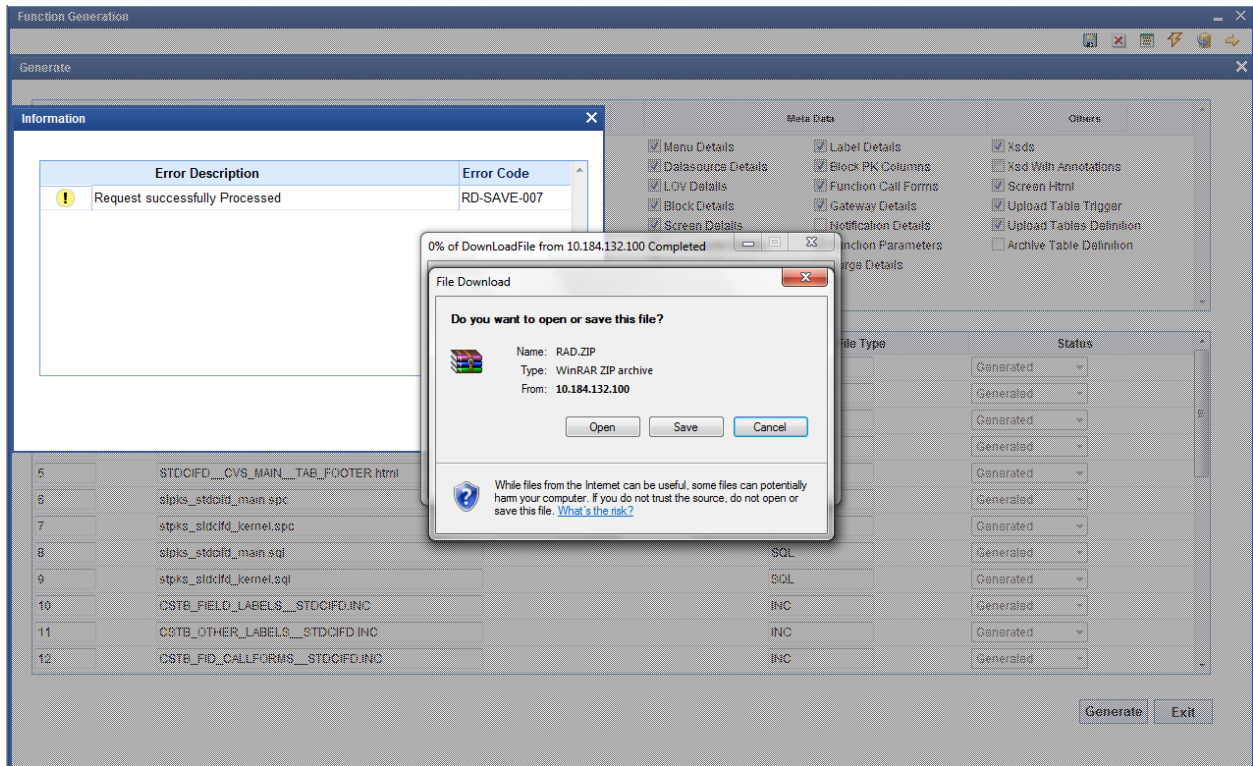 Function Generation
Generate
Information
Error Description Error Code
Request successfully Processed RD-SAVE-007
Meta Data Others
Menu Details Label Details Xsds
Datasource Details Block PK Columns Xsd With Annotations
LOV Details Function Call Forms Screen Html
Block Details Gateway Details Upload Table Trigger
Screen Details Notification Details Upload Tables Definition
unction Parameters Archive Table Definition
urge Details
0% of DownLoadFile from 10.184.132.100 Completed
File Download
Do you want to open or save this file?
Name: RAD.ZIP
Type: WinRAR ZIP archive
From: 10.184.132.100
Open Save Cancel
While files from the Internet can be useful, some files can potentially
harm your computer. If you do not trust the source, do not open or
save this file. What's the risk?
File Type Status
Generated
Generated
Generated
Generated
5 STDCIFD__CVS_MAIN__TAB_FOOTER.html Generated
6 stpks_stdcifd_main.spc Generated
7 stpks_stdcifd_kernel.spc Generated
8 stpks_stdcifd_main.sql SQL Generated
9 stpks_stdcifd_kernel.sql SQL Generated
10 CSTB_FIELD_LABELS__STDCIFD.INC INC Generated
11 CSTB_OTHER_LABELS__STDCIFD.INC INC Generated
12 CSTB_FID_CALLFORMS__STDCIFD.INC INC Generated
Generate Exit